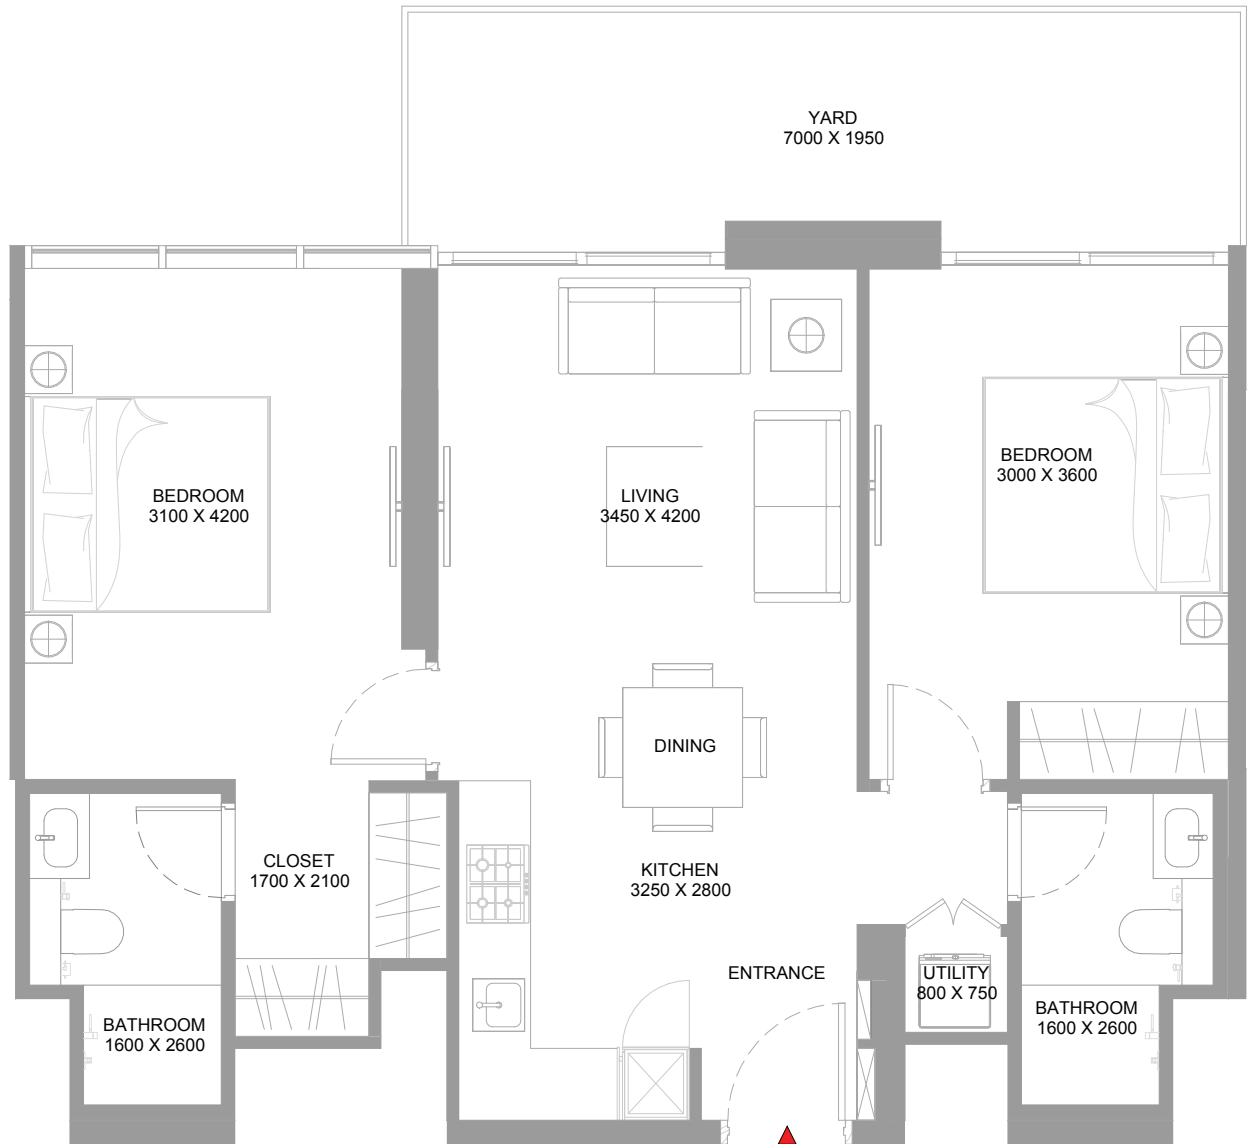 YARD
7000 X 1950
BEDROOM
3100 X 4200
LIVING
3450 X 4200
BEDROOM
3000 X 3600
DINING
CLOSET
1700 X 2100
KITCHEN
3250 X 2800
ENTRANCE
UTILITY
800 X 750
BATHROOM
1600 X 2600
BATHROOM
1600 X 2600